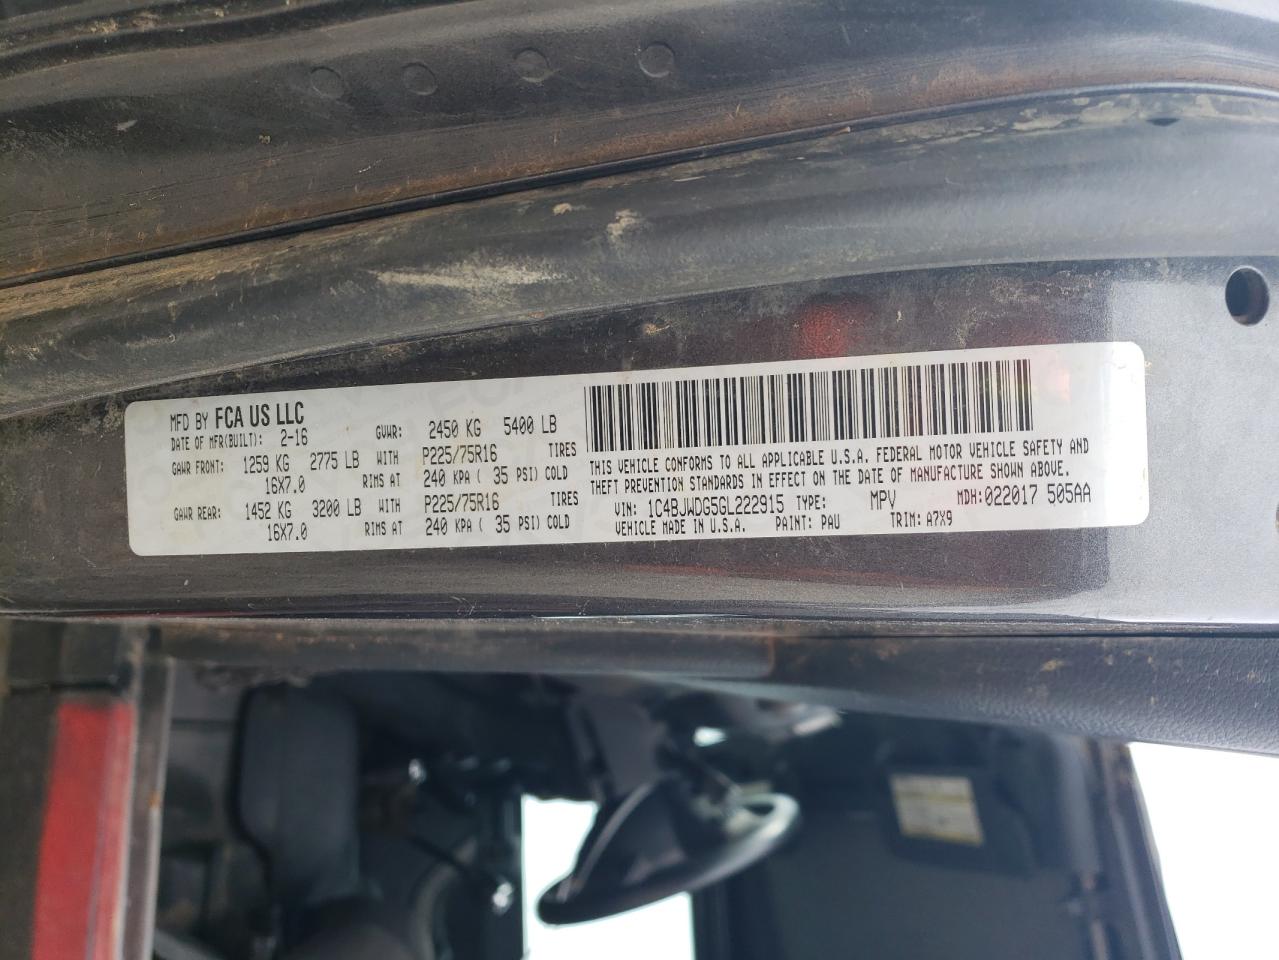 MFD BY FCA US LLC
DATE OF MFR(BUILT): 2-16 GVWR: 2450 KG 5400 LB
GAWR FRONT: 1259 KG 2775 LB WITH P225/75R16 TIRES
16X7.0 RIMS AT 240 KPA ( 35 PSI) COLD
GAWR REAR: 1452 KG 3200 LB WITH P225/75R16 TIRES
16X7.0 RIMS AT 240 KPA ( 35 PSI) COLD
THIS VEHICLE CONFORMS TO ALL APPLICABLE U.S.A. FEDERAL MOTOR VEHICLE SAFETY AND
THEFT PREVENTION STANDARDS IN EFFECT ON THE DATE OF MANUFACTURE SHOWN ABOVE.
VIN: 1C4BJWDG5GL222915 TYPE: MPV MDH:022017 505AA
VEHICLE MADE IN U.S.A. PAINT: PAU TRIM: A7X9